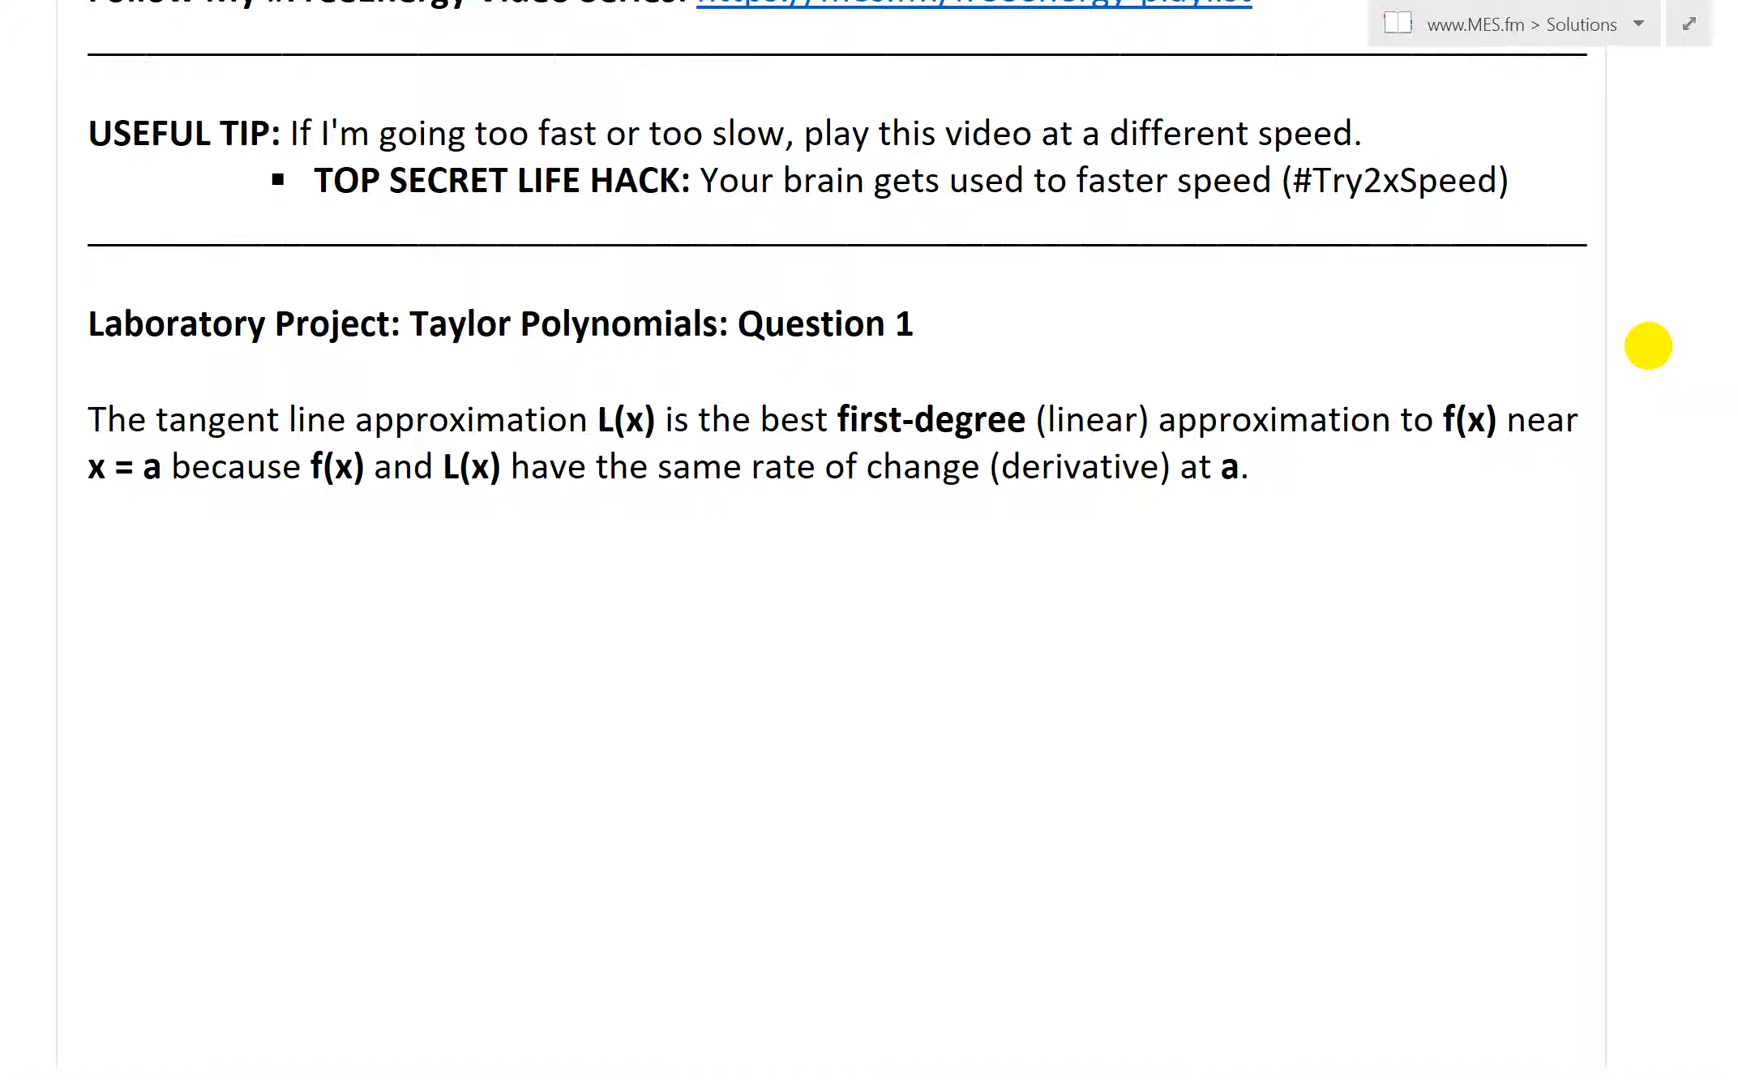 www.MES.fm > Solutions
USEFUL TIP: If I'm going too fast or too slow, play this video at a different speed.
▪ TOP SECRET LIFE HACK: Your brain gets used to faster speed (#Try2xSpeed)
Laboratory Project: Taylor Polynomials: Question 1
The tangent line approximation L(x) is the best first-degree (linear) approximation to f(x) near
x = a because f(x) and L(x) have the same rate of change (derivative) at a.